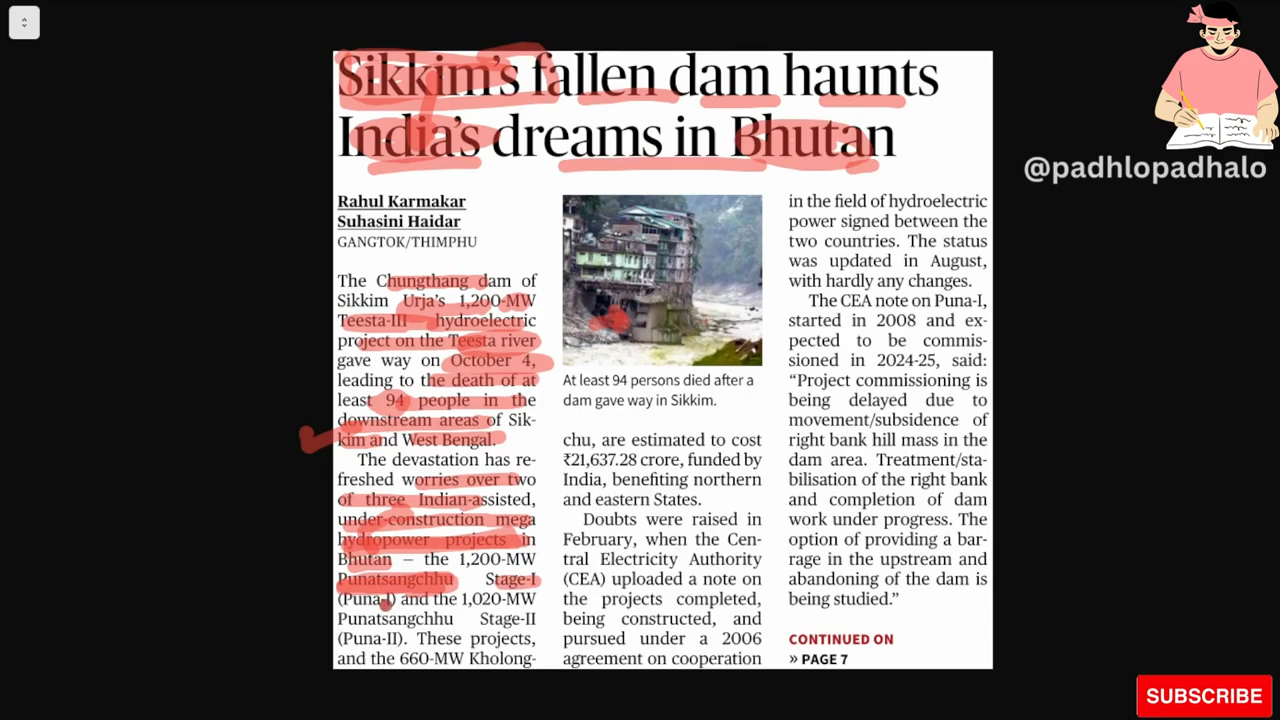 Sikkim's fallen dam haunts
India's dreams in Bhutan
@padhlopadhalo
Rahul Karmakar
Suhasini Haidar
GANGTOK/THIMPHU
The Chungthang dam of
Sikkim Urja's 1,200-MW
Teesta-III hydroelectric
project on the Teesta river
gave way on October 4,
leading to the death of at
least 94 people in the
downstream areas of Sik-
kim and West Bengal.
The devastation has re-
freshed worries over two
of three Indian-assisted,
under-construction mega
hydropower projects in
Bhutan – the 1,200-MW
Punatsangchhu Stage-I
(Puna-I) and the 1,020-MW
Punatsangchhu Stage-II
(Puna-II). These projects,
and the 660-MW Kholong-
At least 94 persons died after a
dam gave way in Sikkim.
chu, are estimated to cost
₹21,637.28 crore, funded by
India, benefiting northern
and eastern States.
Doubts were raised in
February, when the Cen-
tral Electricity Authority
(CEA) uploaded a note on
the projects completed,
being constructed, and
pursued under a 2006
agreement on cooperation
in the field of hydroelectric
power signed between the
two countries. The status
was updated in August,
with hardly any changes.
The CEA note on Puna-I,
started in 2008 and ex-
pected to be commis-
sioned in 2024-25, said:
“Project commissioning is
being delayed due to
movement/subsidence of
right bank hill mass in the
dam area. Treatment/sta-
bilisation of the right bank
and completion of dam
work under progress. The
option of providing a bar-
rage in the upstream and
abandoning of the dam is
being studied.”
CONTINUED ON
» PAGE 7
SUBSCRIBE